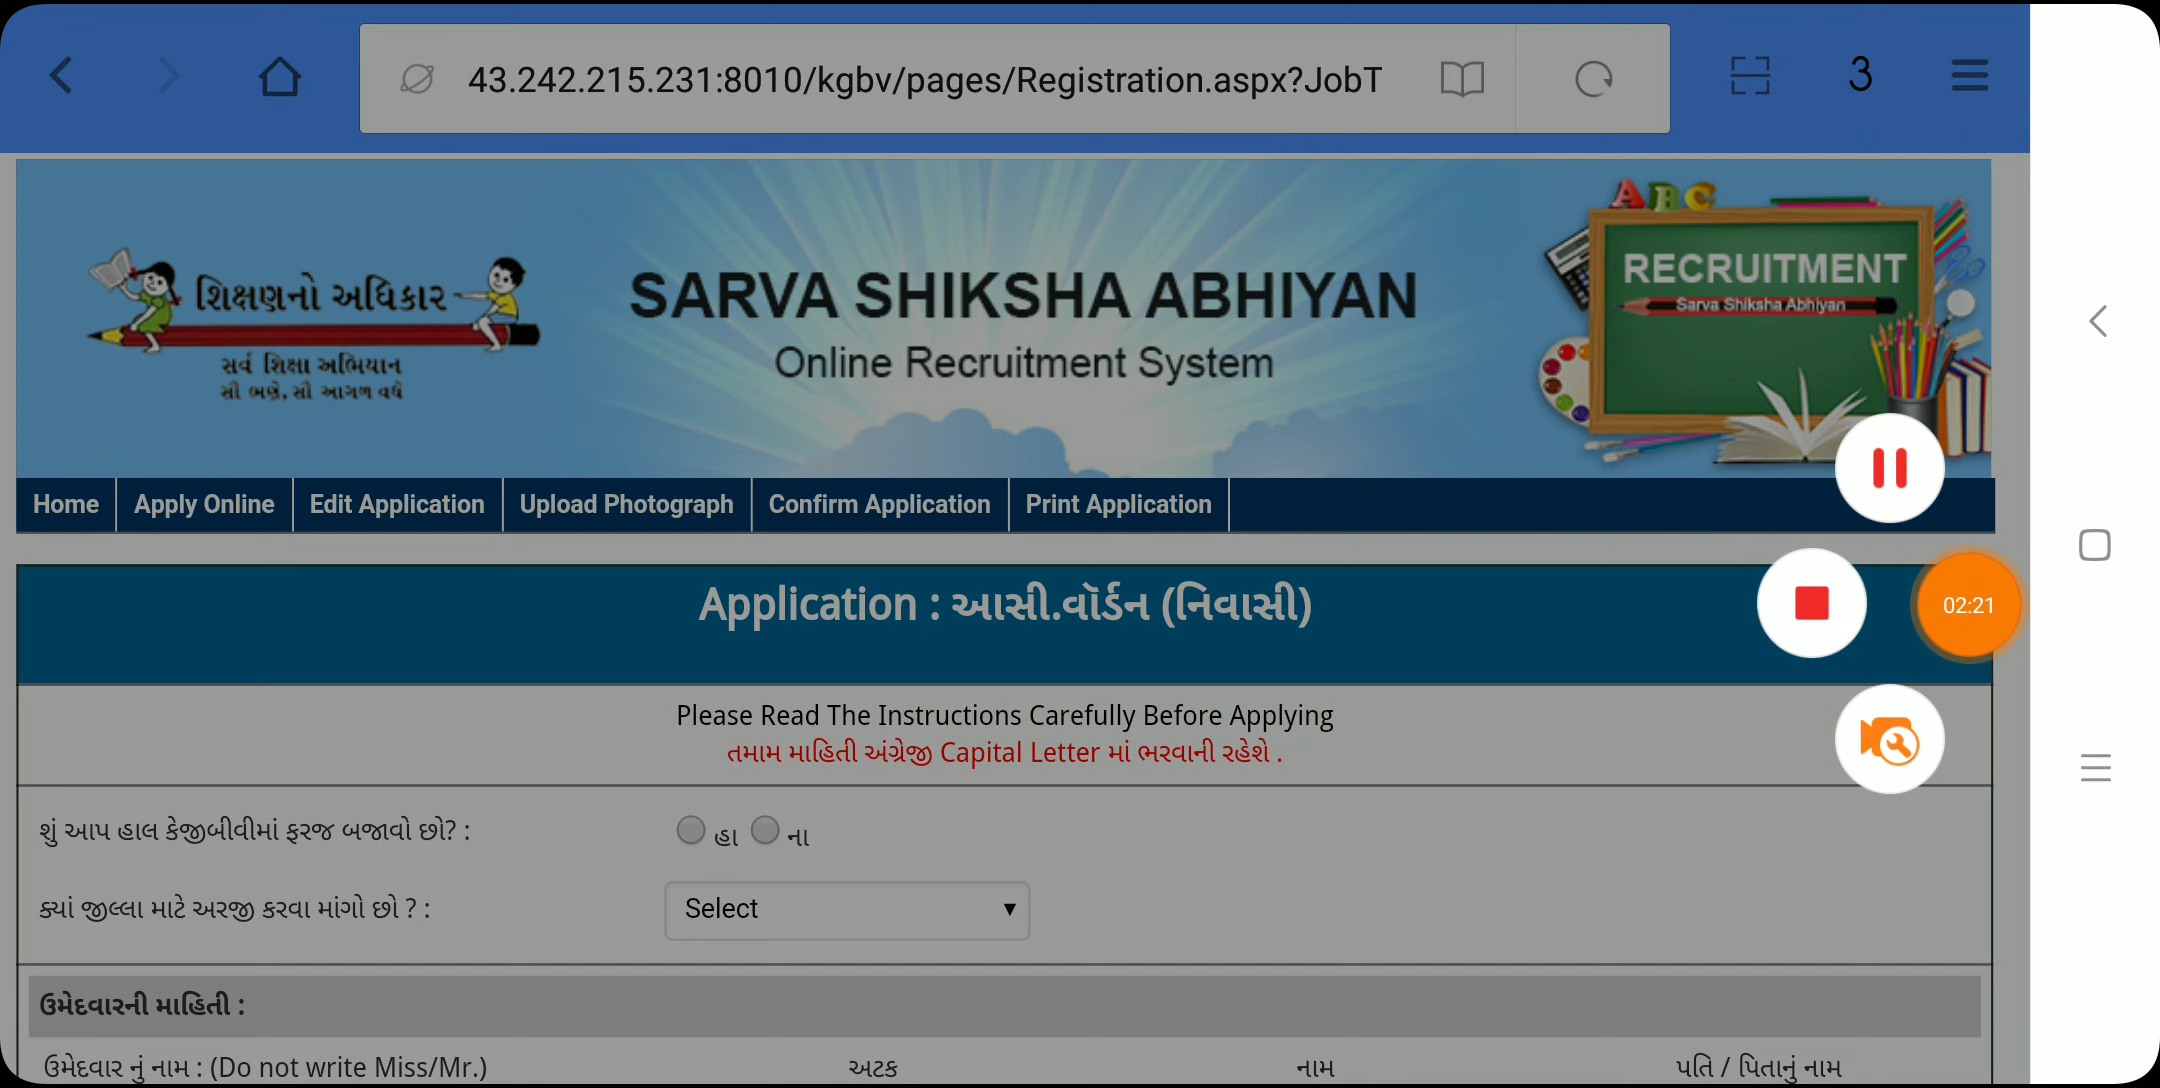 43.242.215.231:8010/kgbv/pages/Registration.aspx?JobT
3
શિક્ષણનો અધિકાર
સર્વ શિક્ષા અભિયાન
સૌ ભણે, સૌ આગળ વધે
SARVA SHIKSHA ABHIYAN
Online Recruitment System
ABC
RECRUITMENT
Sarva Shiksha Abhiyan
Home Apply Online Edit Application Upload Photograph Confirm Application Print Application
Application : આસી.વૉર્ડન (નિવાસી)
02:21
Please Read The Instructions Carefully Before Applying
તમામ માહિતી અંગ્રેજી Capital Letter માં ભરવાની રહેશે .
શું આપ હાલ કેજીબીવીમાં ફરજ બજાવો છો? : હા ના
ક્યાં જીલ્લા માટે અરજી કરવા માંગો છો ? : Select
ઉમેદવારની માહિતી :
ઉમેદવાર નું નામ : (Do not write Miss/Mr.) અટક નામ પતિ / પિતાનું નામ